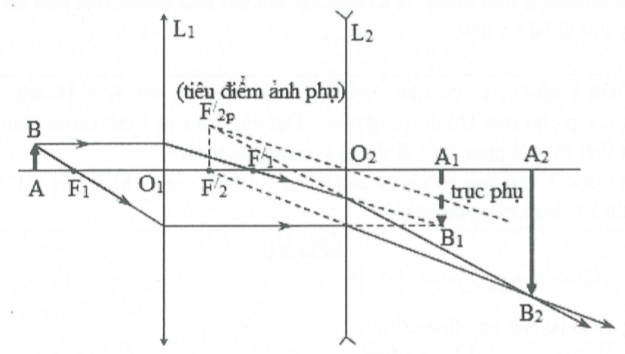 L₁
L₂
(tiêu điểm ảnh phụ)
F′₂ₚ
B
F′₁
O₂
A₁
A₂
A
F₁
O₁
F′₂
trục phụ
B₁
B₂